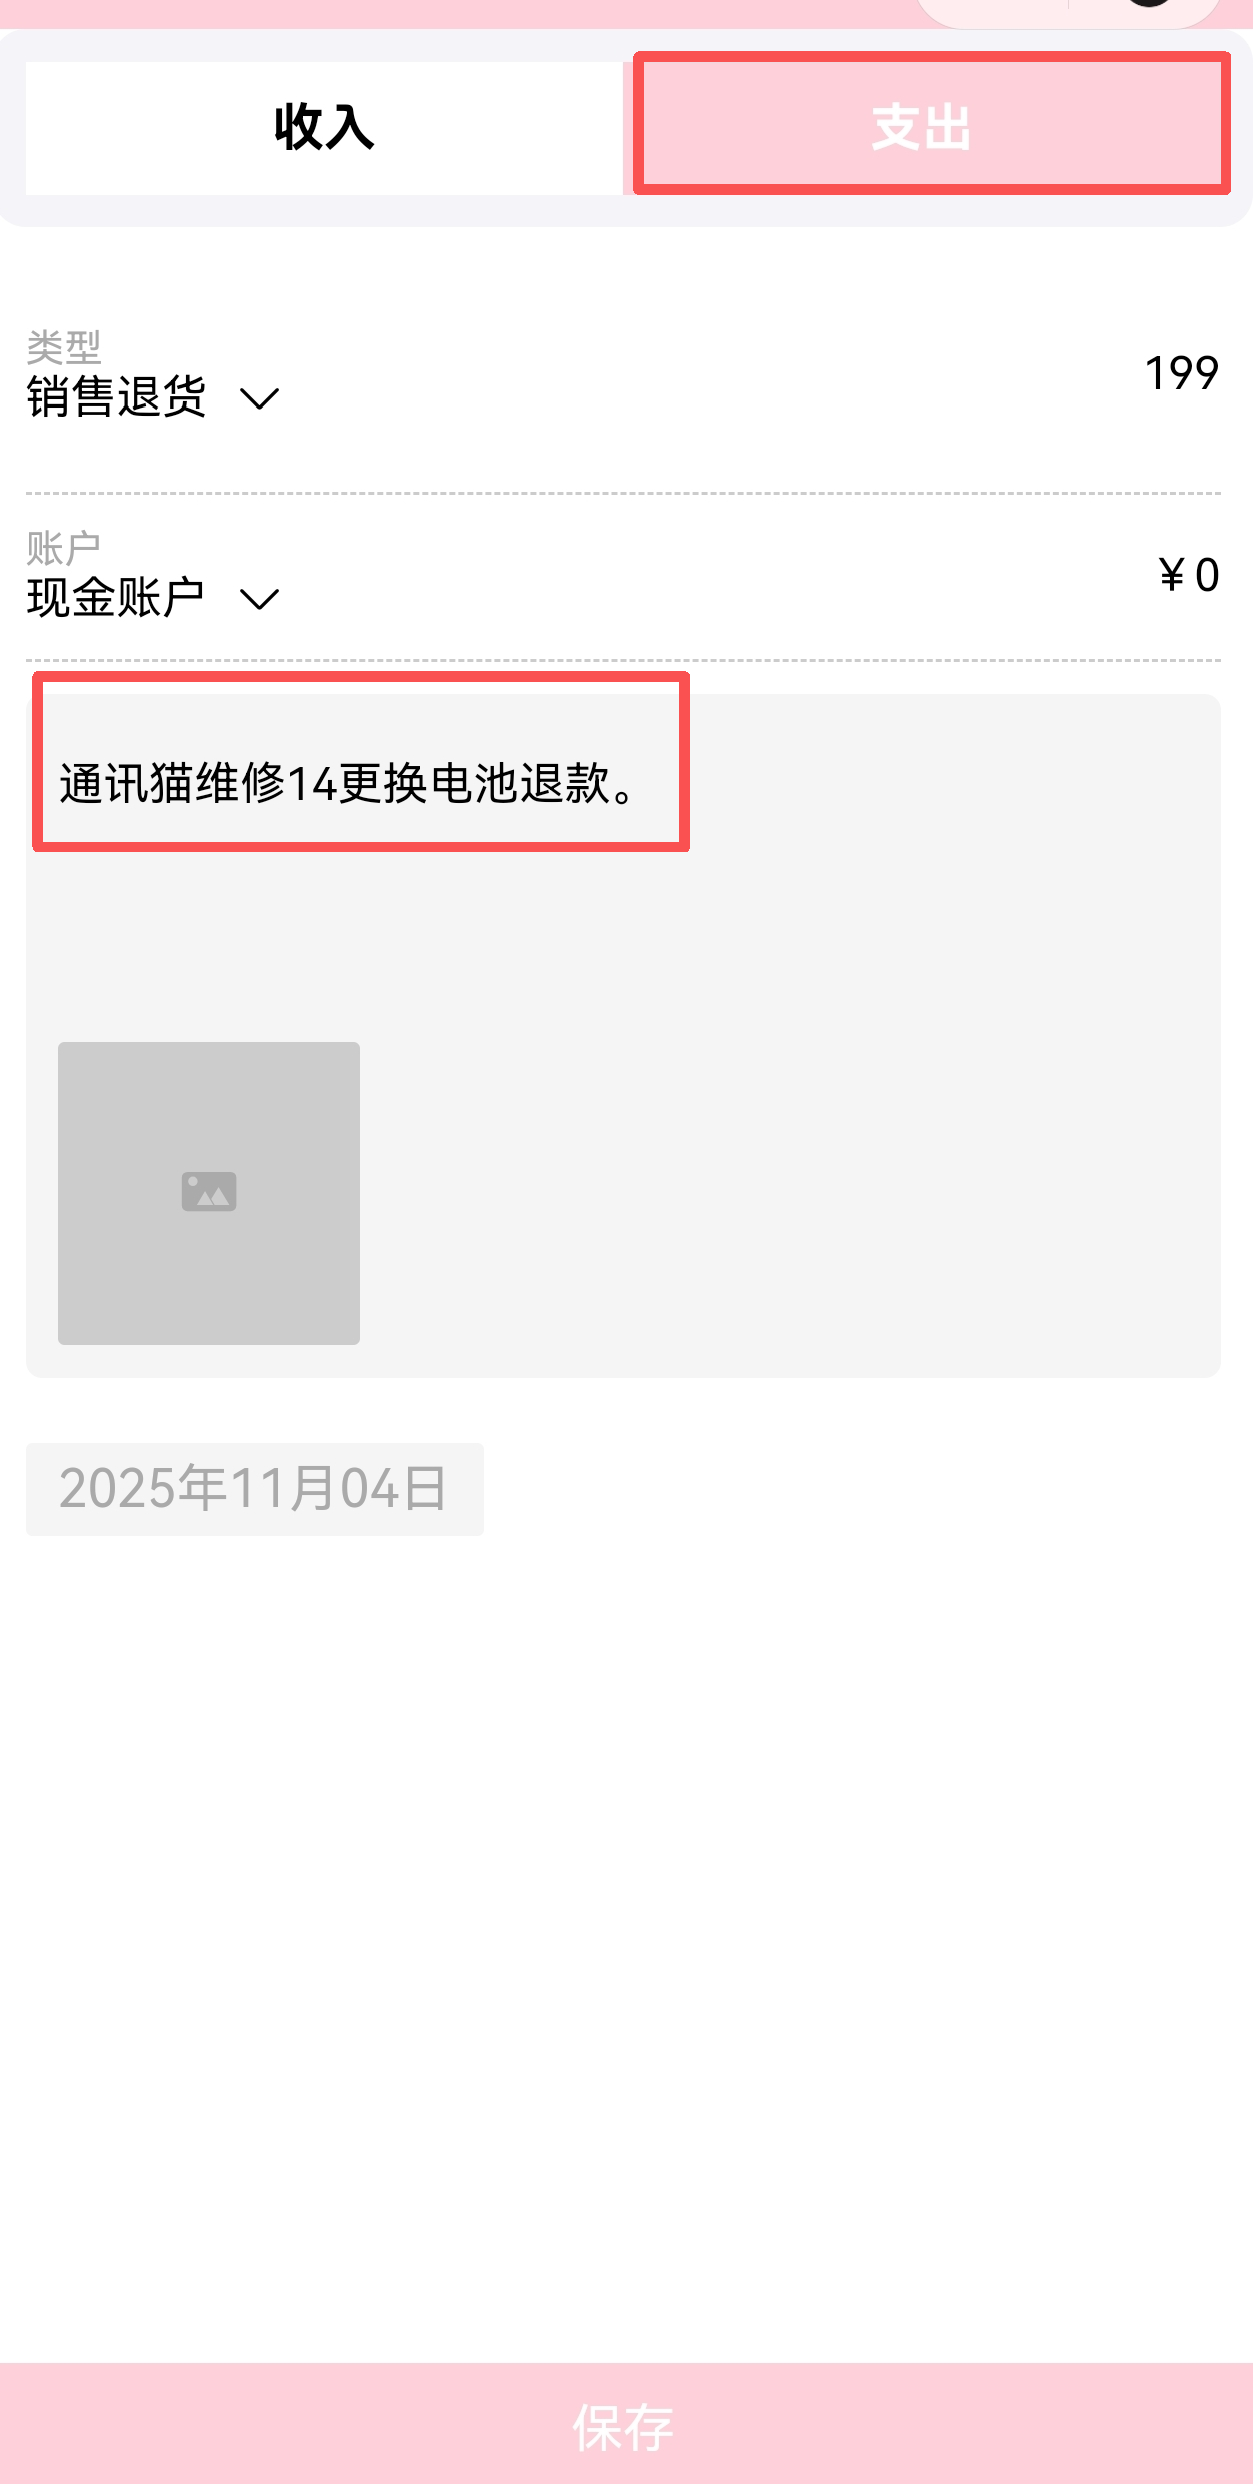 收入
支出
类型
销售退货
199
账户
现金账户
￥0
通讯猫维修14更换电池退款。
2025年11月04日
保存